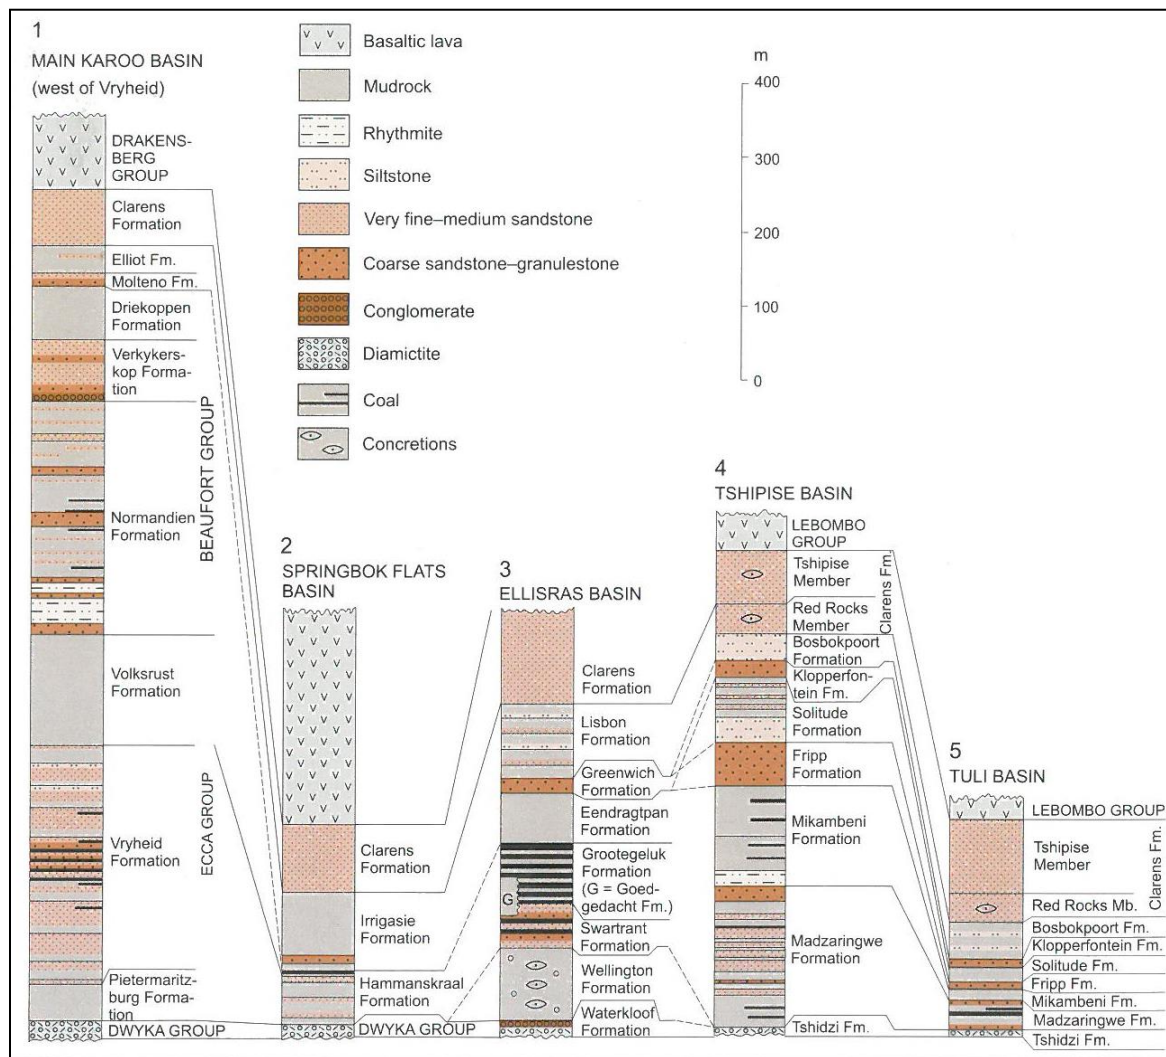 1
MAIN KAROO BASIN
(west of Vryheid)
DRAKENS-
BERG
GROUP
Clarens
Formation
Elliot Fm.
Molteno Fm.
Driekoppen
Formation
Verkykers-
kop Forma-
tion
BEAUFORT GROUP
Normandien
Formation
Volksrust
Formation
ECCA GROUP
Vryheid
Formation
Pietermaritz-
burg Forma-
tion
DWYKA GROUP
Basaltic lava
Mudrock
Rhythmite
Siltstone
Very fine–medium sandstone
Coarse sandstone–granulestone
Conglomerate
Diamictite
Coal
Concretions
m
400
300
200
100
0
2
SPRINGBOK FLATS
BASIN
Clarens
Formation
Irrigasie
Formation
Hammanskraal
Formation
DWYKA GROUP
3
ELLISRAS BASIN
Clarens
Formation
Lisbon
Formation
Greenwich
Formation
Eendragtpan
Formation
Grootegeluk
Formation
(G = Goed-
gedacht Fm.)
G
Swartrant
Formation
Wellington
Formation
Waterkloof
Formation
4
TSHIPISE BASIN
LEBOMBO
GROUP
Tshipise
Member
Red Rocks
Member
Clarens Fm.
Bosbokpoort
Formation
Klopperfon-
tein Fm.
Solitude
Formation
Fripp
Formation
Mikambeni
Formation
Madzaringwe
Formation
Tshidzi Fm.
5
TULI BASIN
LEBOMBO GROUP
Tshipise
Member
Red Rocks Mb.
Clarens Fm.
Bosbokpoort Fm.
Klopperfontein Fm.
Solitude Fm.
Fripp Fm.
Mikambeni Fm.
Madzaringwe Fm.
Tshidzi Fm.